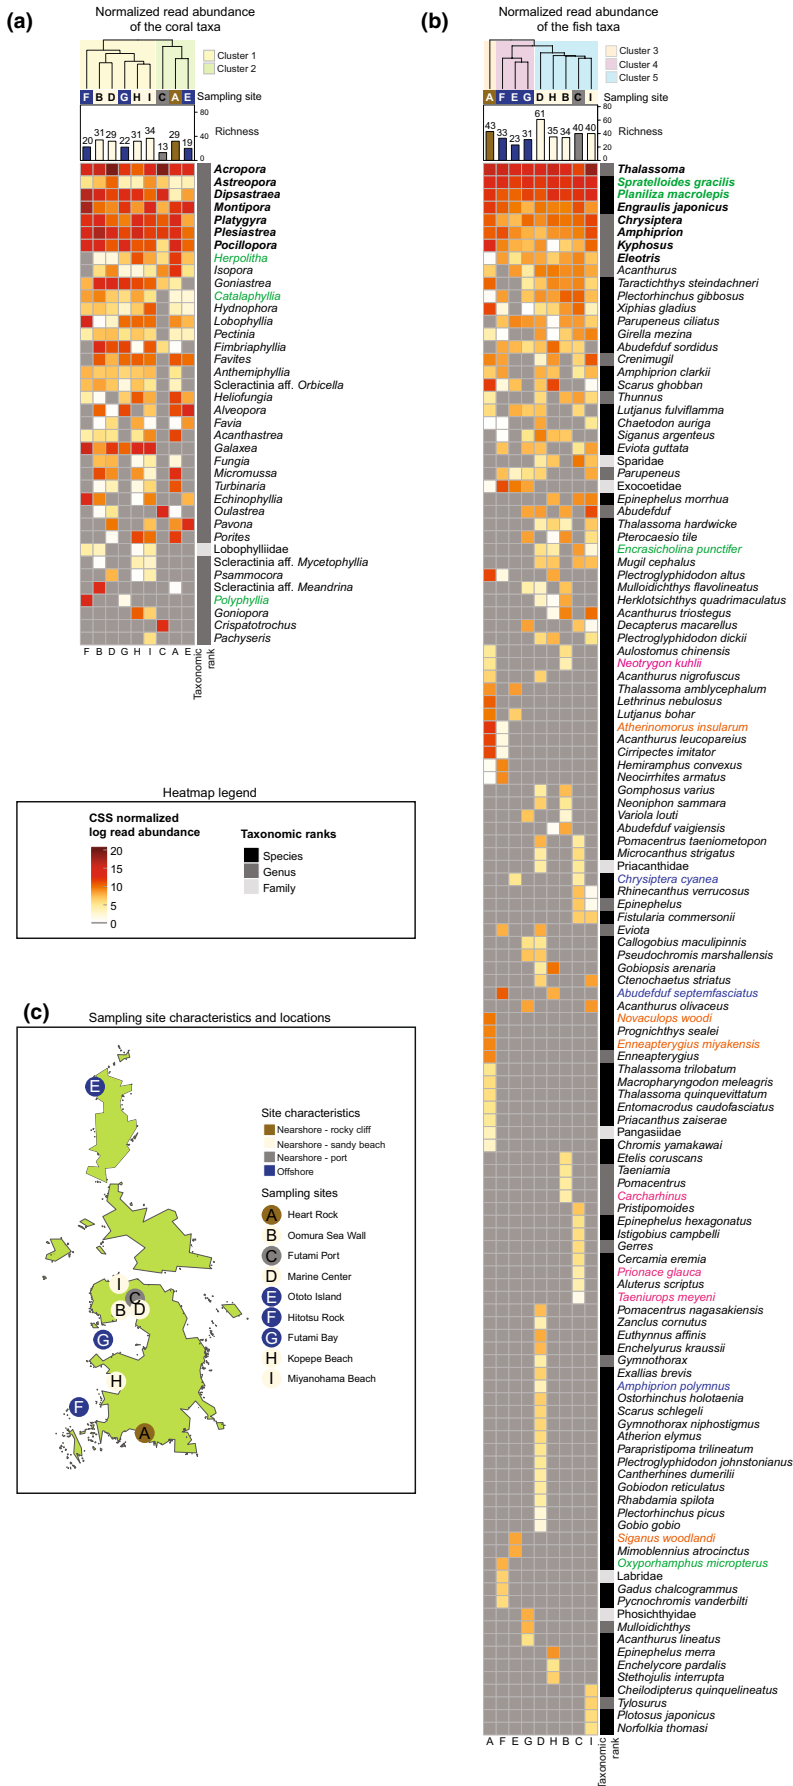 (a)
Normalized read abundance
of the coral taxa
Cluster 1
Cluster 2
F B D G H I C A E
Sampling site
20 31 29 22 31 34 13 29 19
80
40
0
Richness
Acropora
Astreopora
Dipsastraea
Montipora
Platygyra
Plesiastrea
Pocillopora
Herpolitha
Isopora
Goniastrea
Catalaphyllia
Hydnophora
Lobophyllia
Pectinia
Fimbriaphyllia
Favites
Anthemiphyllia
Scleractinia aff. Orbicella
Heliofungia
Alveopora
Favia
Acanthastrea
Galaxea
Fungia
Micromussa
Turbinaria
Echinophyllia
Oulastrea
Pavona
Porites
Lobophylliidae
Scleractinia aff. Mycetophyllia
Psammocora
Scleractinia aff. Meandrina
Polyphyllia
Goniopora
Crispatotrochus
Pachyseris
F B D G H I C A E
Taxonomic
rank
Heatmap legend
CSS normalized
log read abundance
20
15
10
5
0
Taxonomic ranks
Species
Genus
Family
(c)
Sampling site characteristics and locations
E
I
C
B D
G
H
F
A
Site characteristics
Nearshore - rocky cliff
Nearshore - sandy beach
Nearshore - port
Offshore
Sampling sites
A Heart Rock
B Oomura Sea Wall
C Futami Port
D Marine Center
E Ototo Island
F Hitotsu Rock
G Futami Bay
H Kopepe Beach
I Miyanohama Beach
(b)
Normalized read abundance
of the fish taxa
Cluster 3
Cluster 4
Cluster 5
A F E G D H B C I
Sampling site
43 33 23 31 61 35 34 40 40
80
60
40
20
0
Richness
Thalassoma
Spratelloides gracilis
Planiliza macrolepis
Engraulis japonicus
Chrysiptera
Amphiprion
Kyphosus
Eleotris
Acanthurus
Taractichthys steindachneri
Plectorhinchus gibbosus
Xiphias gladius
Parupeneus ciliatus
Girella mezina
Abudefduf sordidus
Crenimugil
Amphiprion clarkii
Scarus ghobban
Thunnus
Lutjanus fulviflamma
Chaetodon auriga
Siganus argenteus
Eviota guttata
Sparidae
Parupeneus
Exocoetidae
Epinephelus morrhua
Abudefduf
Thalassoma hardwicke
Pterocaesio tile
Encrasicholina punctifer
Mugil cephalus
Plectroglyphidodon altus
Mulloidichthys flavolineatus
Herklotsichthys quadrimaculatus
Acanthurus triostegus
Decapterus macarellus
Plectroglyphidodon dickii
Aulostomus chinensis
Neotrygon kuhlii
Acanthurus nigrofuscus
Thalassoma amblycephalum
Lethrinus nebulosus
Lutjanus bohar
Atherinomorus insularum
Acanthurus leucopareius
Cirripectes imitator
Hemiramphus convexus
Neocirrhites armatus
Gomphosus varius
Neoniphon sammara
Variola louti
Abudefduf vaigiensis
Pomacentrus taeniometopon
Microcanthus strigatus
Priacanthidae
Chrysiptera cyanea
Rhinecanthus verrucosus
Epinephelus
Fistularia commersonii
Eviota
Callogobius maculipinnis
Pseudochromis marshallensis
Gobiopsis arenaria
Ctenochaetus striatus
Abudefduf septemfasciatus
Acanthurus olivaceus
Novaculops woodi
Prognichthys sealei
Enneapterygius miyakensis
Enneapterygius
Thalassoma trilobatum
Macropharyngodon meleagris
Thalassoma quinquevittatum
Entomacrodus caudofasciatus
Priacanthus zaiserae
Pangasiidae
Chromis yamakawai
Etelis coruscans
Taeniamia
Pomacentrus
Carcharhinus
Pristipomoides
Epinephelus hexagonatus
Istigobius campbelli
Gerres
Cercamia eremia
Prionace glauca
Aluterus scriptus
Taeniurops meyeni
Pomacentrus nagasakiensis
Zanclus cornutus
Euthynnus affinis
Enchelyurus kraussii
Gymnothorax
Exallias brevis
Amphiprion polymnus
Ostorhinchus holotaenia
Scarus schlegeli
Gymnothorax niphostigmus
Atherion elymus
Parapristipoma trilineatum
Plectroglyphidodon johnstonianus
Cantherhines dumerilii
Gobiodon reticulatus
Rhabdamia spilota
Plectorhinchus picus
Gobio gobio
Siganus woodlandi
Mimoblennius atrocinctus
Oxyporhamphus micropterus
Labridae
Gadus chalcogrammus
Pycnochromis vanderbilti
Phosichthyidae
Mulloidichthys
Acanthurus lineatus
Epinephelus merra
Enchelycore pardalis
Stethojulis interrupta
Cheilodipterus quinquelineatus
Tylosurus
Plotosus japonicus
Norfolkia thomasi
A F E G D H B C I
Taxonomic
rank